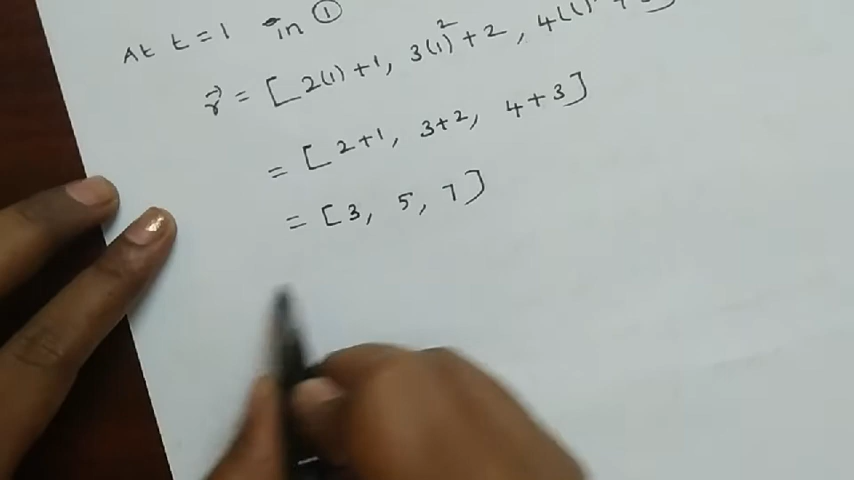 At t=1 in ①
r⃗ = [2(1)+1, 3(1)²+2, 4(1)
= [2+1, 3+2, 4+3]
= [3, 5, 7]